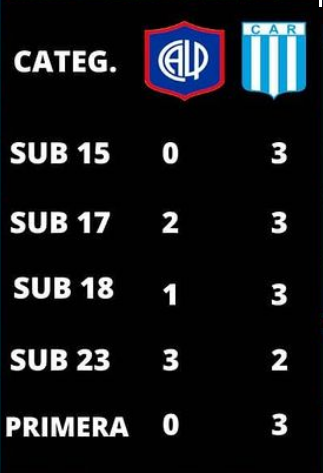 CATEG. CALP CAR
SUB 15 0 3
SUB 17 2 3
SUB 18 1 3
SUB 23 3 2
PRIMERA 0 3